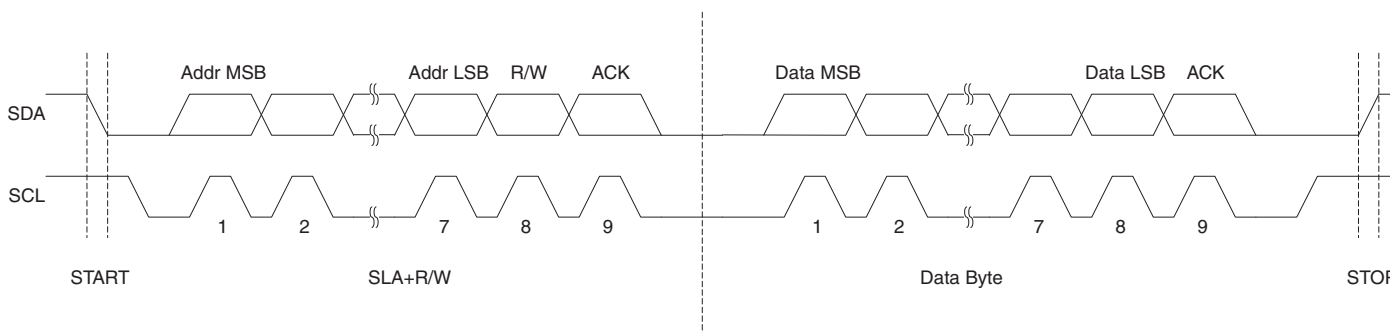 Addr MSB Addr LSB R/W ACK Data MSB Data LSB ACK
SDA
SCL
1 2 7 8 9 1 2 7 8 9
START SLA+R/W Data Byte STOP